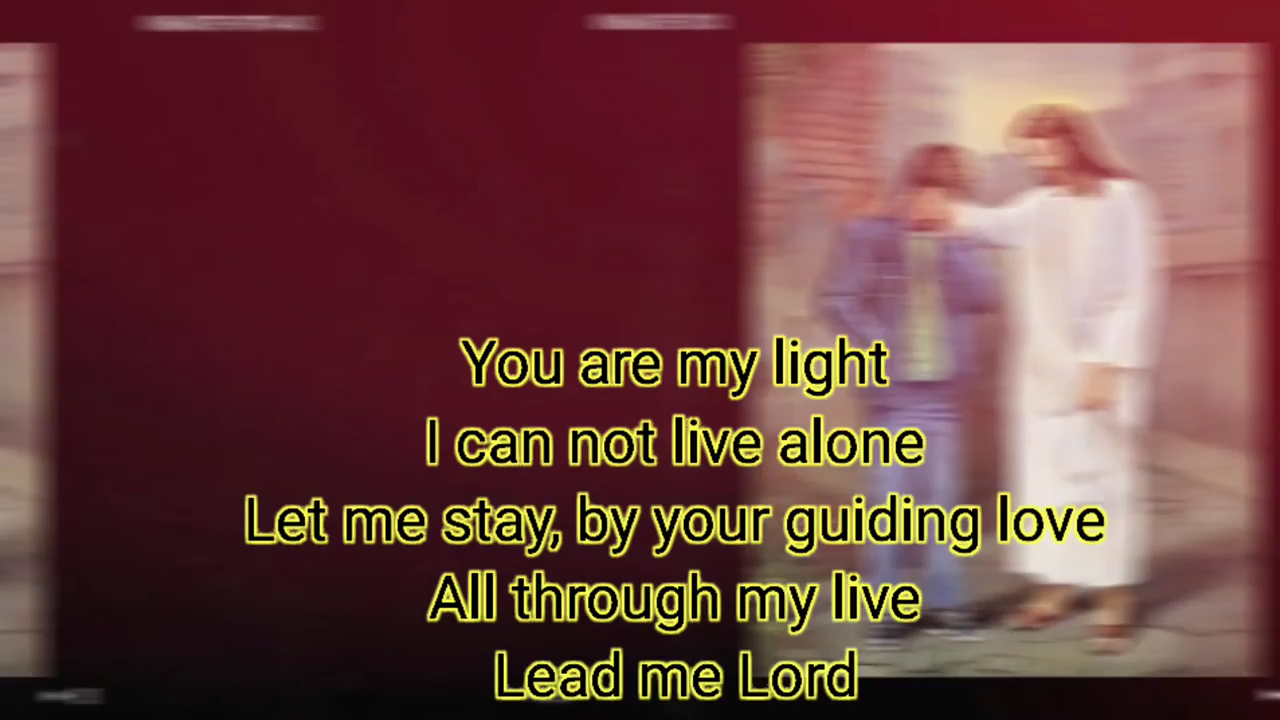 You are my light
I can not live alone
Let me stay, by your guiding love
All through my live
Lead me Lord